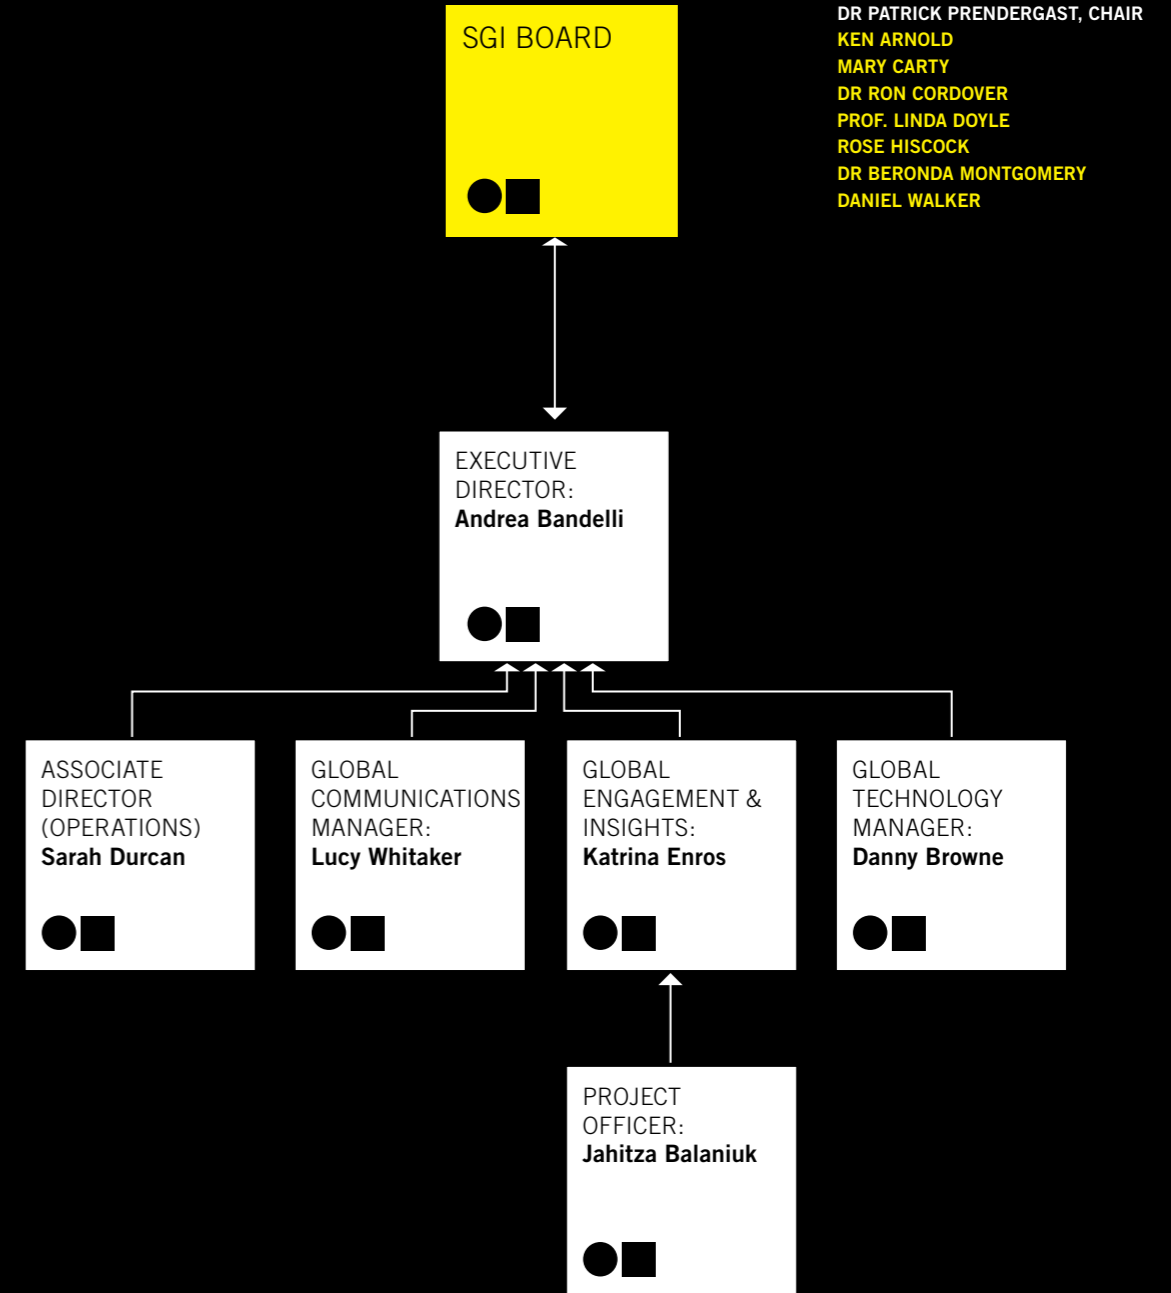 SGI BOARD
DR PATRICK PRENDERGAST, CHAIR
KEN ARNOLD
MARY CARTY
DR RON CORDOVER
PROF. LINDA DOYLE
ROSE HISCOCK
DR BERONDA MONTGOMERY
DANIEL WALKER
EXECUTIVE
DIRECTOR:
Andrea Bandelli
ASSOCIATE
DIRECTOR
(OPERATIONS)
Sarah Durcan
GLOBAL
COMMUNICATIONS
MANAGER:
Lucy Whitaker
GLOBAL
ENGAGEMENT &
INSIGHTS:
Katrina Enros
GLOBAL
TECHNOLOGY
MANAGER:
Danny Browne
PROJECT
OFFICER:
Jahitza Balaniuk